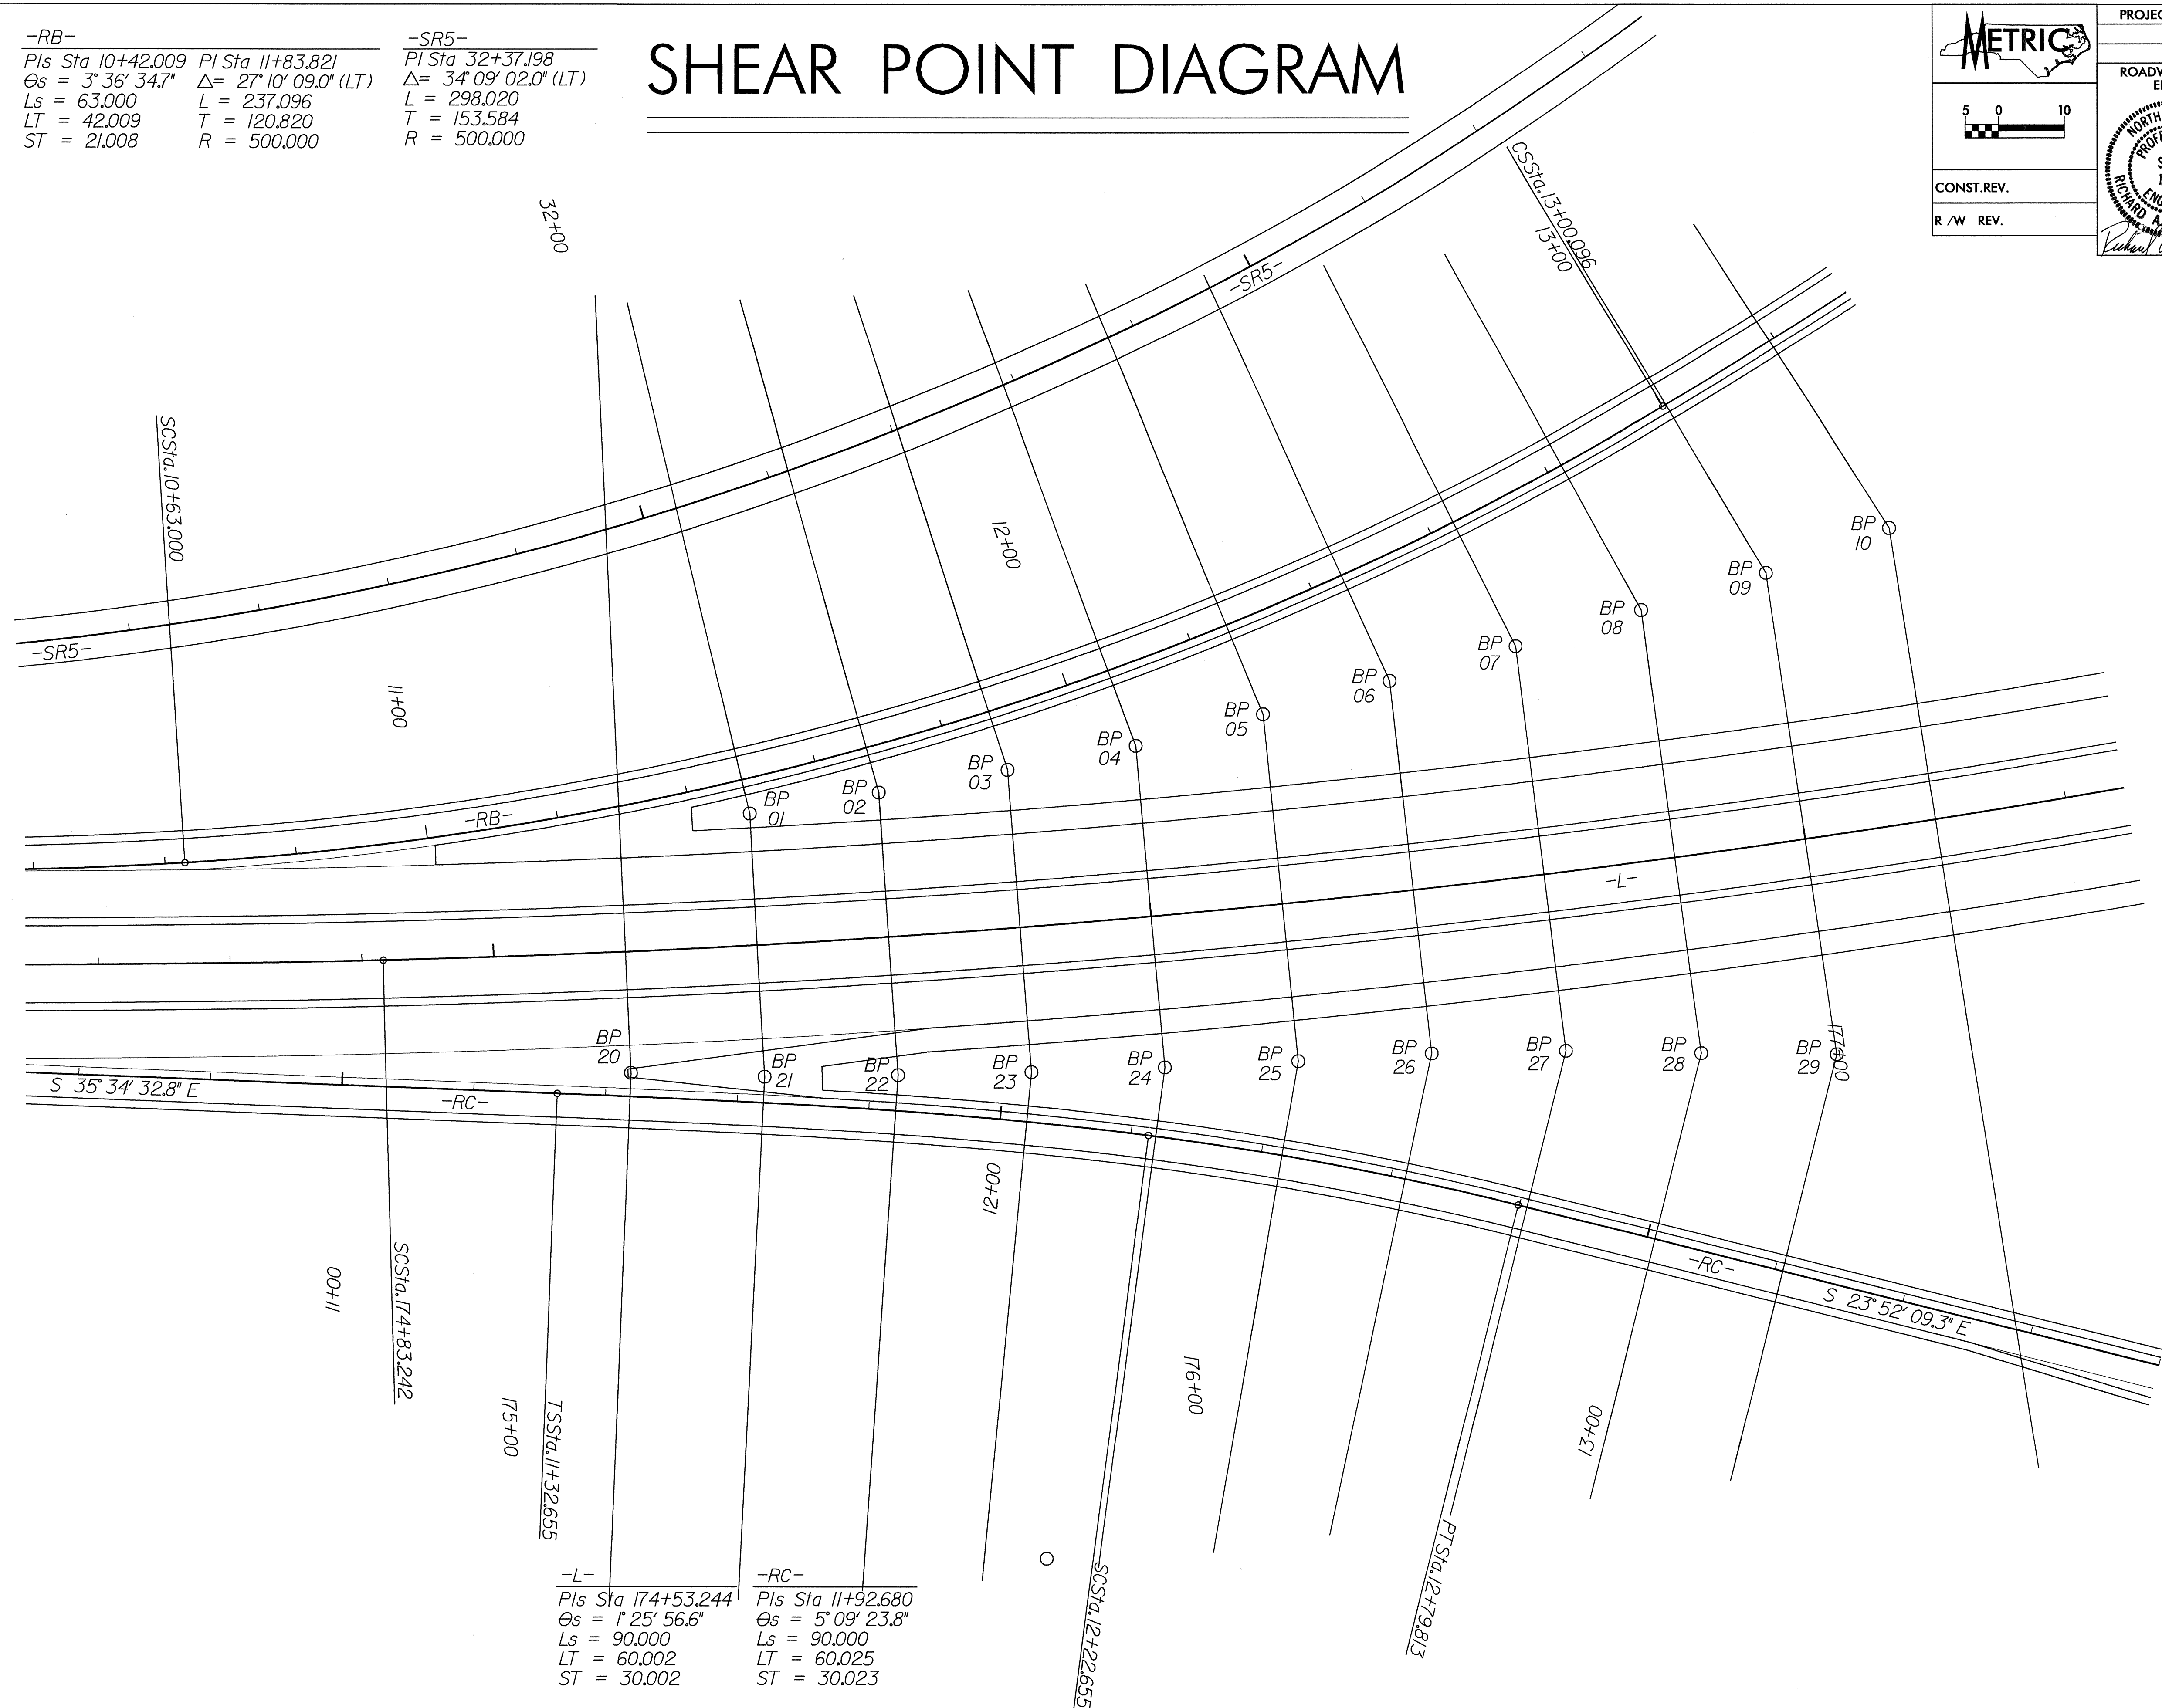 SHEAR POINT DIAGRAM
-RB-
PIs Sta 10+42.009 PI Sta 11+83.821
Θs = 3° 36' 34.7" Δ= 27° 10' 09.0" (LT)
Ls = 63.000 L = 237.096
LT = 42.009 T = 120.820
ST = 21.008 R = 500.000
-SR5-
PI Sta 32+37.198
Δ= 34° 09' 02.0" (LT)
L = 298.020
T = 153.584
R = 500.000
METRIC
5 0 10
CONST.REV.
R /W REV.
PROJEC
ROADW
NORTH
PROFE
RICHARD A.
32+00
CSSta.13+00.096
13+00
-SR5-
SCSta.10+63.000
12+00
BP
10
BP
09
BP
08
BP
07
BP
06
BP
05
BP
04
BP
03
BP
02
BP
01
-SR5-
11+00
-RB-
-L-
BP
20
BP
21
BP
22
BP
23
BP
24
BP
25
BP
26
BP
27
BP
28
BP
29
17+00
S 35° 34' 32.8" E
-RC-
12+00
-RC-
S 23° 52' 09.3" E
11+00
SCSta.174+83.242
175+00
TSSta.11+32.655
176+00
13+00
SCSta.12+22.655
PTSta.12+79.813
-L-
PIs Sta 174+53.244
Θs = 1° 25' 56.6"
Ls = 90.000
LT = 60.002
ST = 30.002
-RC-
PIs Sta 11+92.680
Θs = 5° 09' 23.8"
Ls = 90.000
LT = 60.025
ST = 30.023